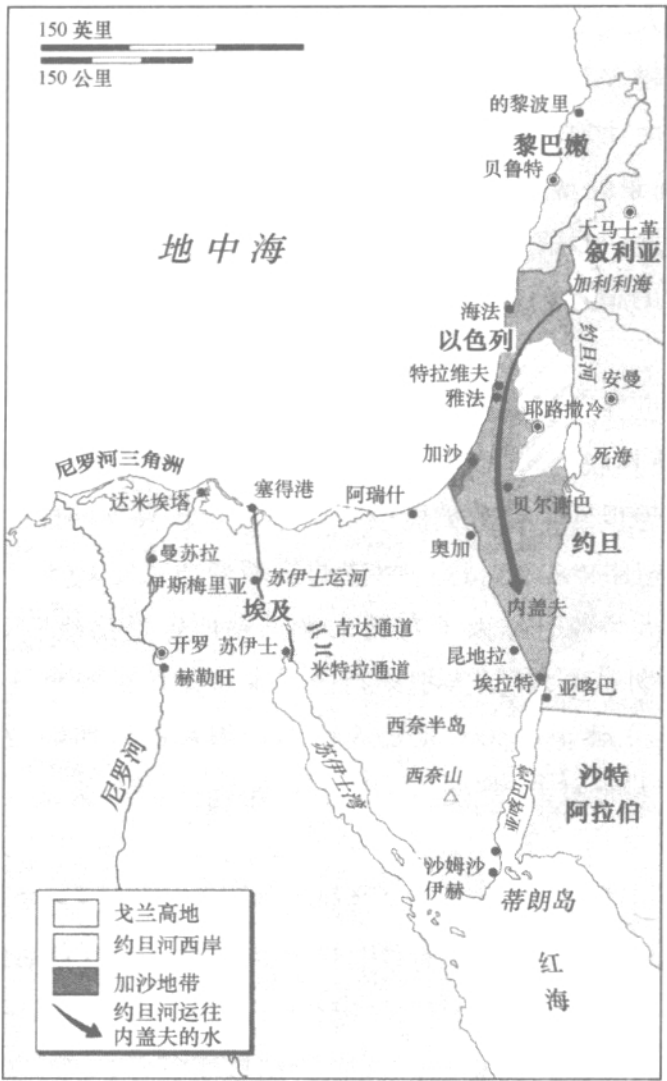 150 英里
150 公里
的黎波里
黎巴嫩
贝鲁特
大马士革
叙利亚
地中海
加利利海
海法
以色列
约旦河
特拉维夫
安曼
雅法
耶路撒冷
加沙
死海
尼罗河三角洲
达米埃塔
塞得港
阿瑞什
贝尔谢巴
奥加
约旦
曼苏拉
伊斯梅里亚
苏伊士运河
埃及
内盖夫
吉达通道
开罗
苏伊士
米特拉通道
昆地拉
赫勒旺
埃拉特
亚喀巴
西奈半岛
尼罗河
苏伊士湾
西奈山
亚喀巴湾
沙特
阿拉伯
沙姆沙
伊赫
蒂朗岛
红海
戈兰高地
约旦河西岸
加沙地带
约旦河运往
内盖夫的水